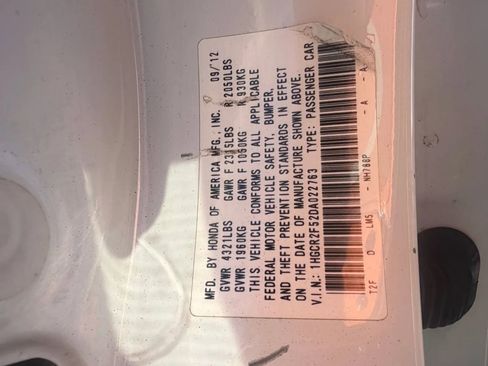 MFD. BY HONDA OF AMERICA MFG., INC. 09/12
GVWR 4321LBS GAWR F 2315LBS R 2050LBS
GVWR 1960KG GAWR F 1050KG R 930KG
THIS VEHICLE CONFORMS TO ALL APPLICABLE
FEDERAL MOTOR VEHICLE SAFETY, BUMPER,
AND THEFT PREVENTION STANDARDS IN EFFECT
ON THE DATE OF MANUFACTURE SHOWN ABOVE.
V.I.N.: 1HGCR2F52DA022763 TYPE: PASSENGER CAR
T2F D LM5 - NH788P - A - A